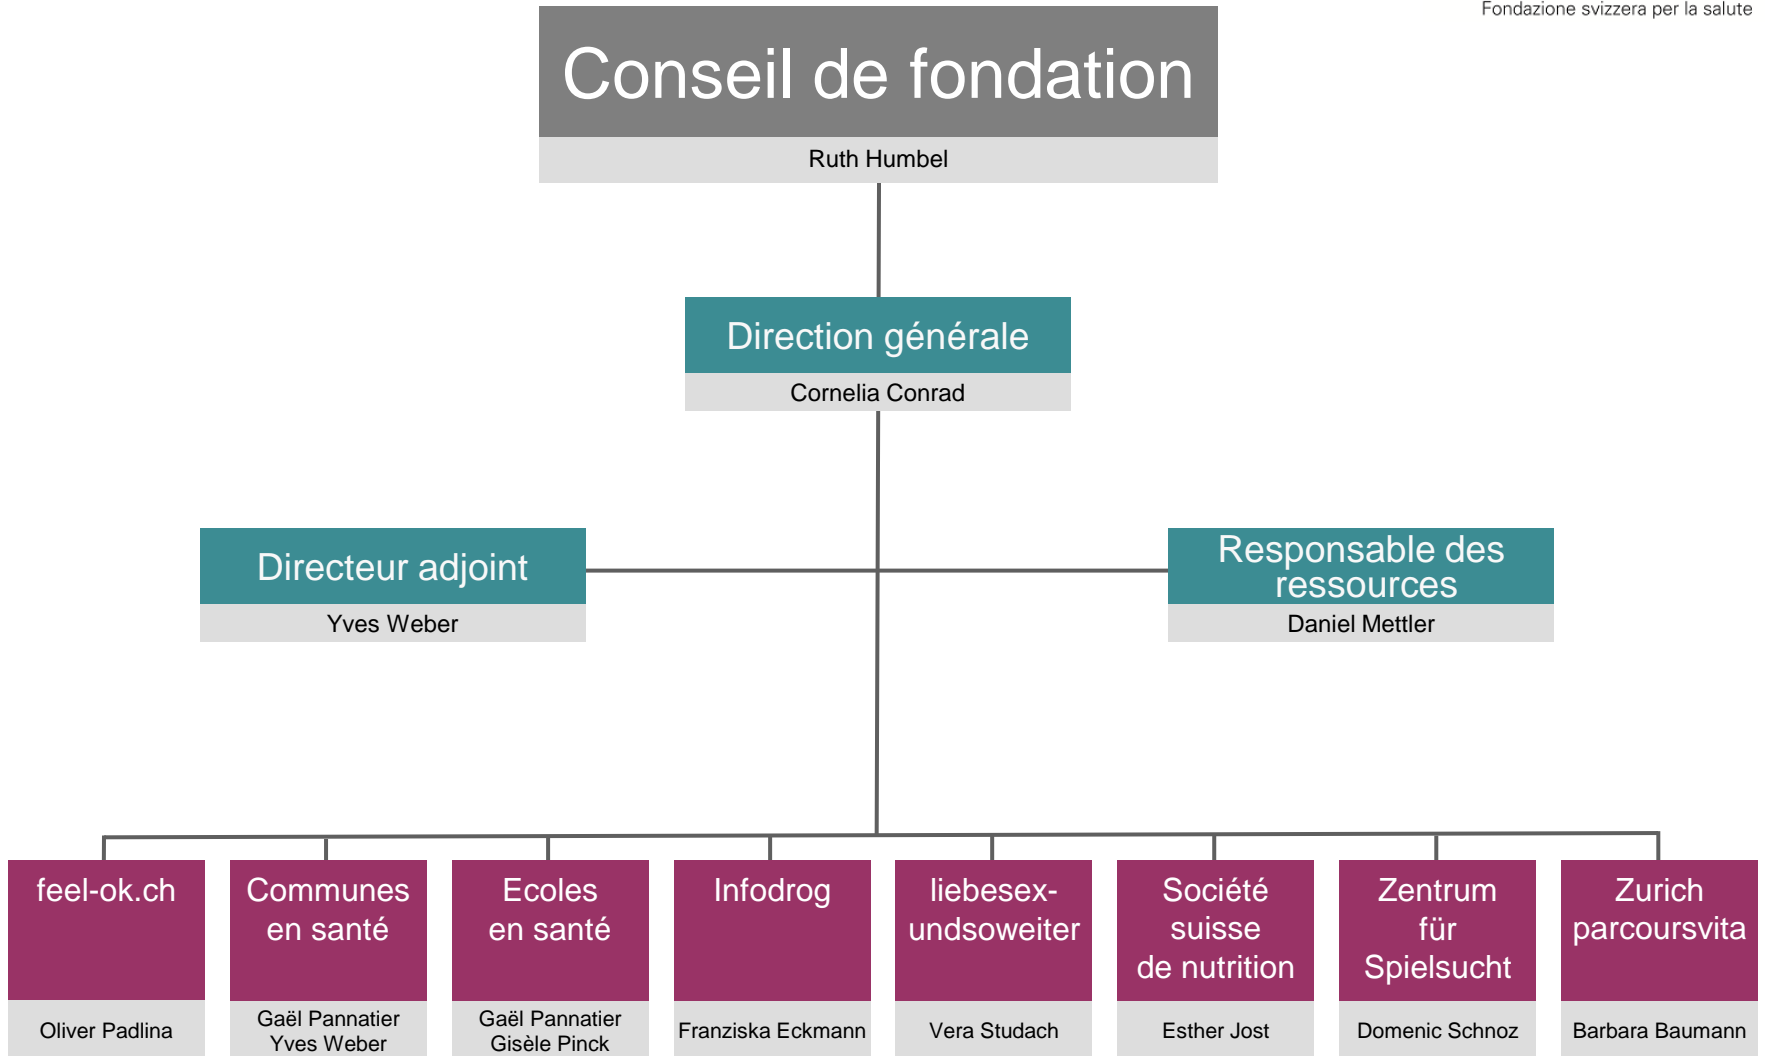 Fondazione svizzera per la salute
Conseil de fondation
Ruth Humbel
Direction générale
Cornelia Conrad
Directeur adjoint
Yves Weber
Responsable des
ressources
Daniel Mettler
feel-ok.ch
Oliver Padlina
Communes
en santé
Gaël Pannatier
Yves Weber
Ecoles
en santé
Gaël Pannatier
Gisèle Pinck
Infodrog
Franziska Eckmann
liebesex-
undsoweiter
Vera Studach
Société
suisse
de nutrition
Esther Jost
Zentrum
für
Spielsucht
Domenic Schnoz
Zurich
parcoursvita
Barbara Baumann